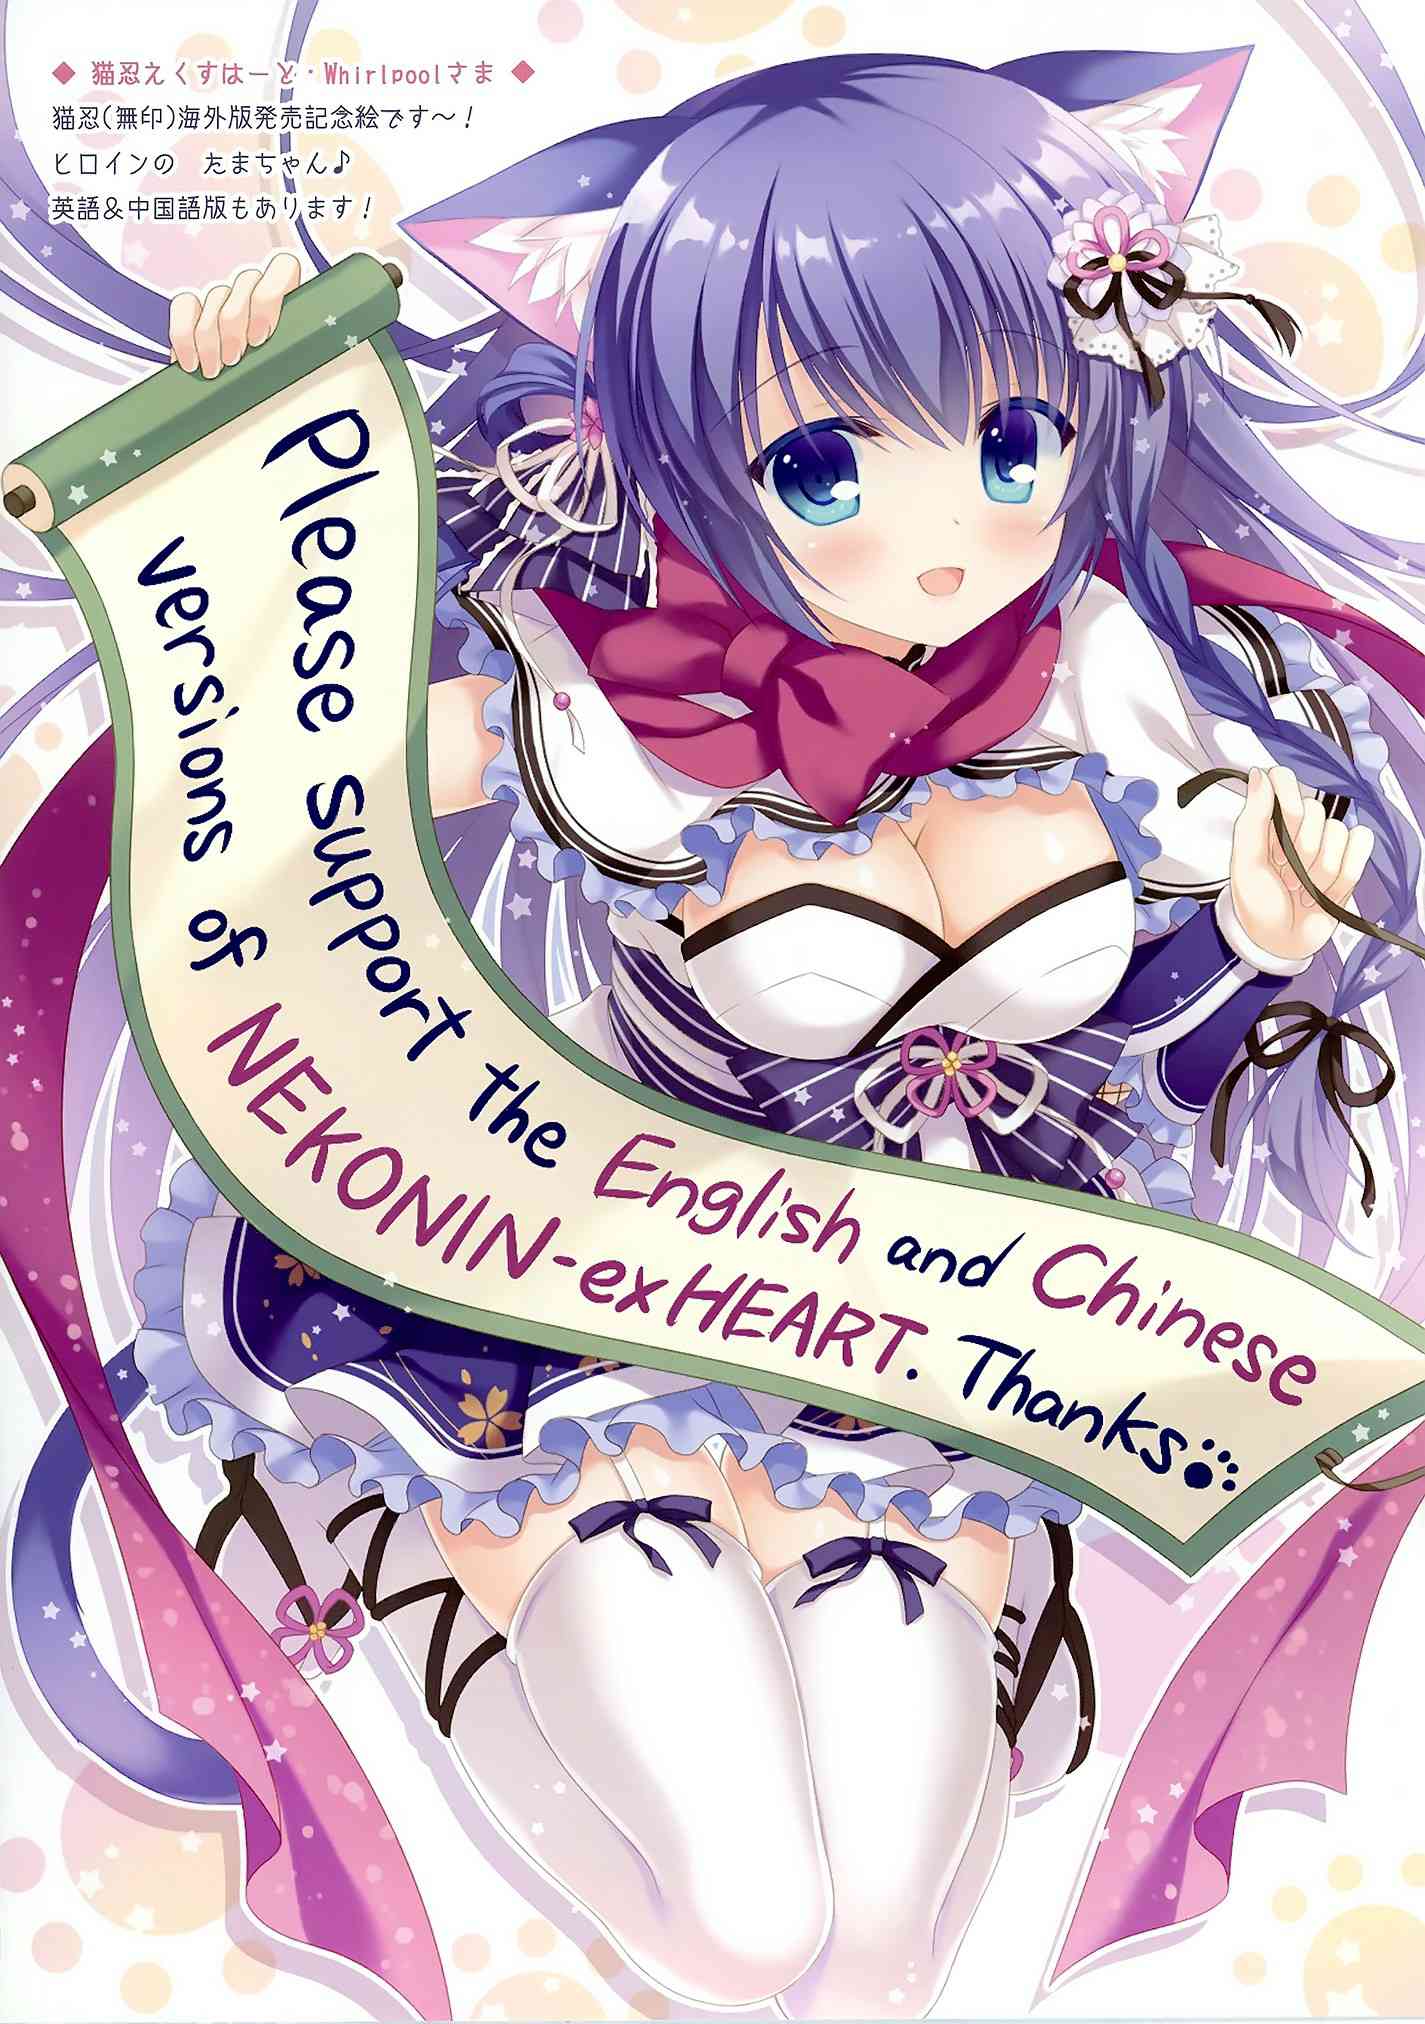 ◆ 猫忍えくすはーと・Whirlpoolさま ◆
猫忍(無印)海外版発売記念絵です～！
ヒロインの　たまちゃん♪
英語＆中国語版もあります！
Please support the English and Chinese
versions of NEKONIN-exHEART. Thanks